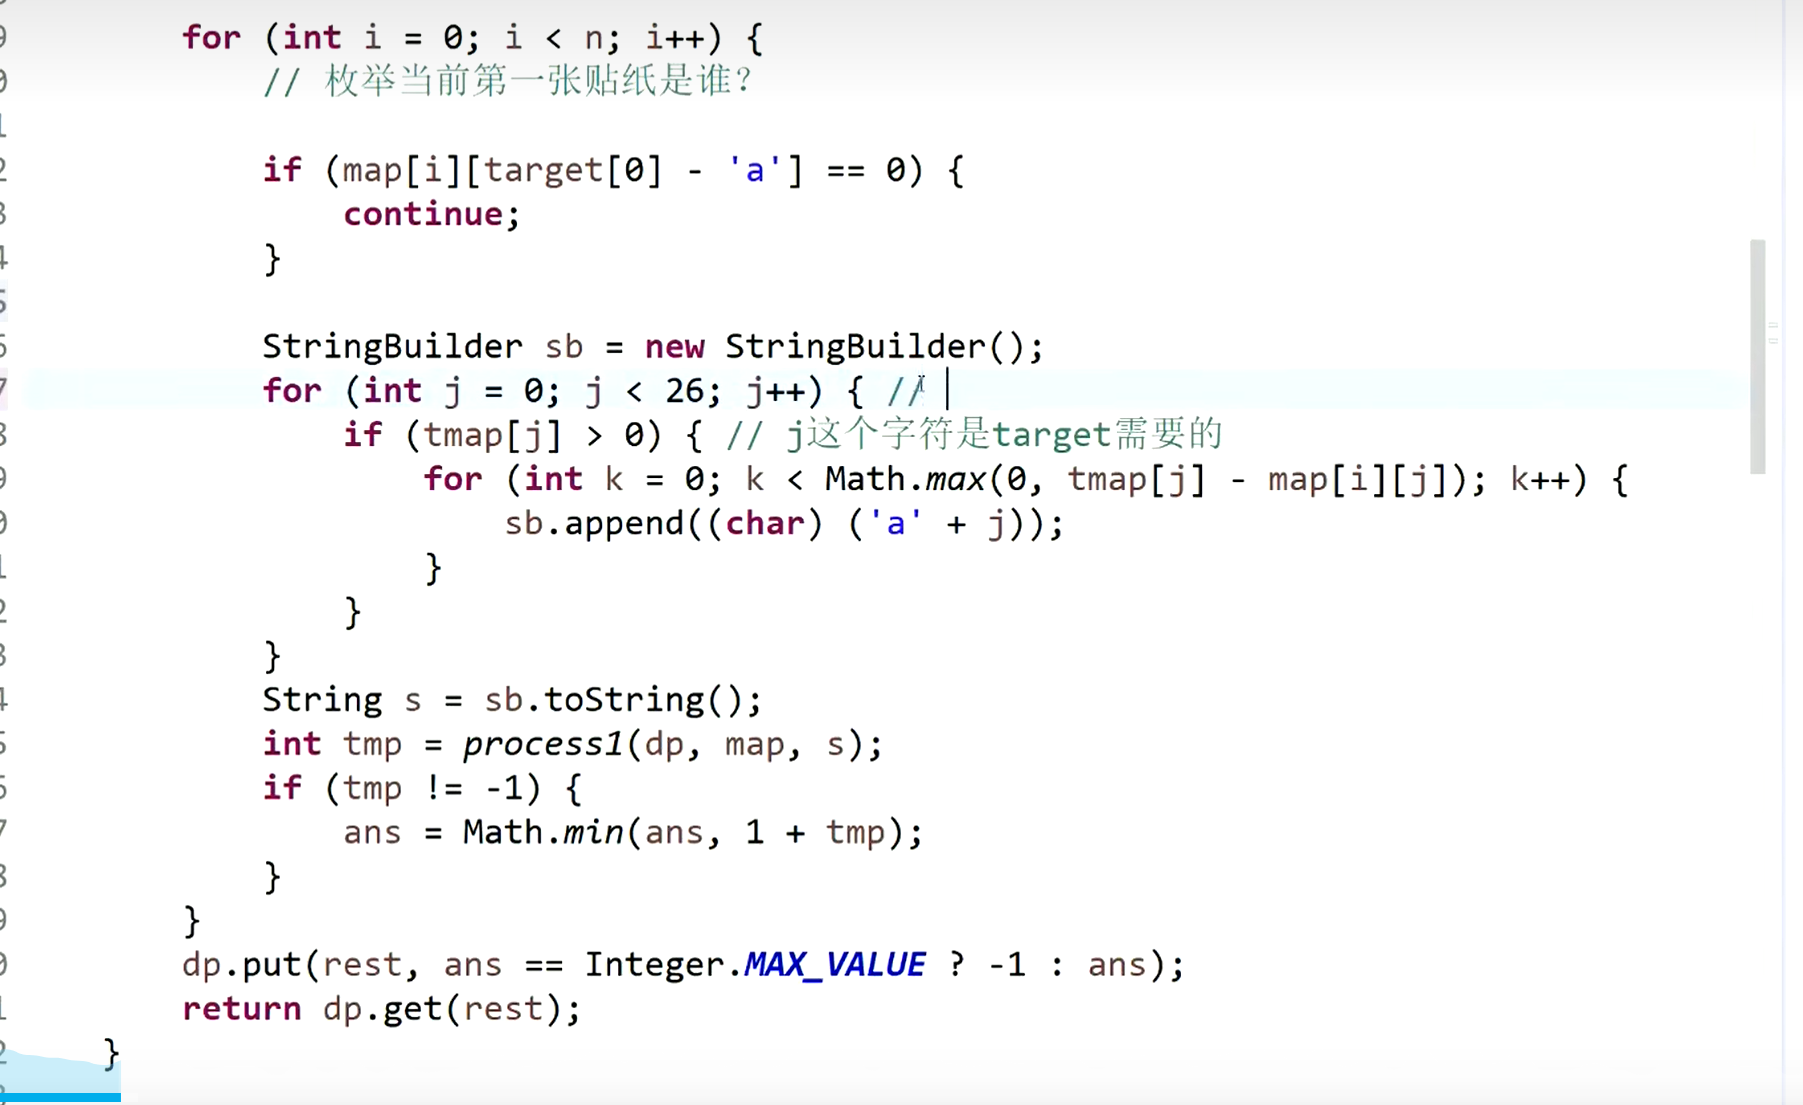 for (int i = 0; i < n; i++) {
// 枚举当前第一张贴纸是谁？
if (map[i][target[0] - 'a'] == 0) {
continue;
}
StringBuilder sb = new StringBuilder();
for (int j = 0; j < 26; j++) { //
if (tmap[j] > 0) { // j这个字符是target需要的
for (int k = 0; k < Math.max(0, tmap[j] - map[i][j]); k++) {
sb.append((char) ('a' + j));
}
}
}
String s = sb.toString();
int tmp = process1(dp, map, s);
if (tmp != -1) {
ans = Math.min(ans, 1 + tmp);
}
}
dp.put(rest, ans == Integer.MAX_VALUE ? -1 : ans);
return dp.get(rest);
}